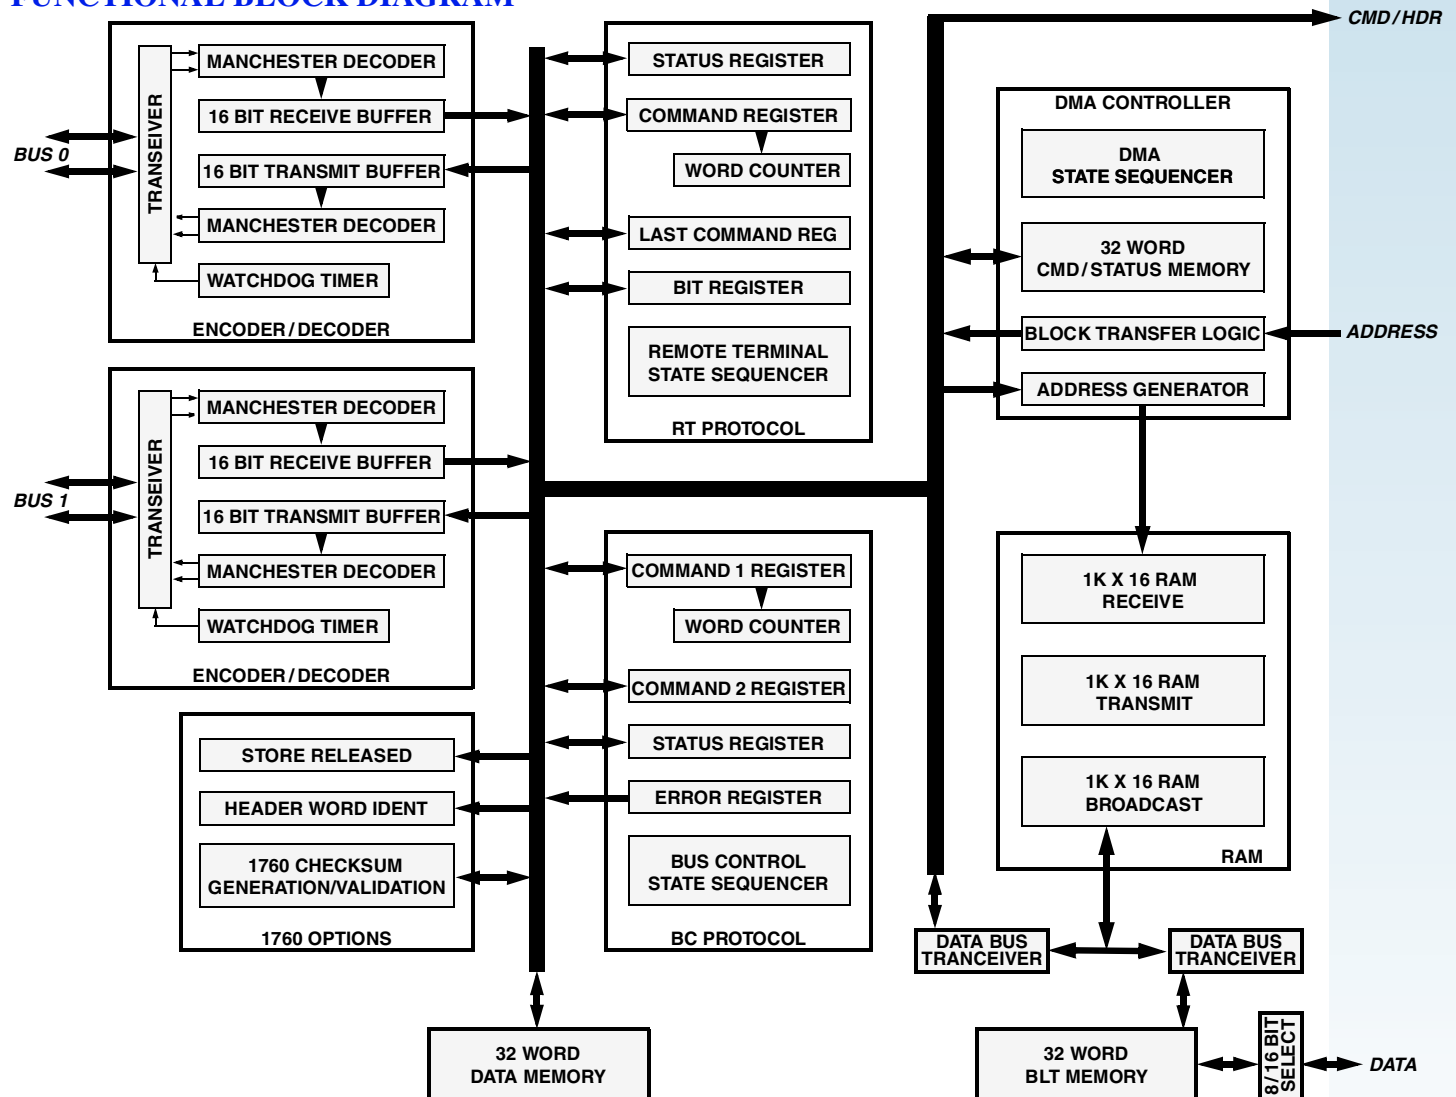 FUNCTIONAL BLOCK DIAGRAM
BUS 0
TRANSEIVER
MANCHESTER DECODER
16 BIT RECEIVE BUFFER
16 BIT TRANSMIT BUFFER
MANCHESTER DECODER
WATCHDOG TIMER
ENCODER/DECODER
BUS 1
TRANSEIVER
MANCHESTER DECODER
16 BIT RECEIVE BUFFER
16 BIT TRANSMIT BUFFER
MANCHESTER DECODER
WATCHDOG TIMER
ENCODER/DECODER
STORE RELEASED
HEADER WORD IDENT
1760 CHECKSUM
GENERATION/VALIDATION
1760 OPTIONS
STATUS REGISTER
COMMAND REGISTER
WORD COUNTER
LAST COMMAND REG
BIT REGISTER
REMOTE TERMINAL
STATE SEQUENCER
RT PROTOCOL
COMMAND 1 REGISTER
WORD COUNTER
COMMAND 2 REGISTER
STATUS REGISTER
ERROR REGISTER
BUS CONTROL
STATE SEQUENCER
BC PROTOCOL
32 WORD
DATA MEMORY
CMD/HDR
DMA CONTROLLER
DMA
STATE SEQUENCER
32 WORD
CMD/STATUS MEMORY
BLOCK TRANSFER LOGIC
ADDRESS
ADDRESS GENERATOR
1K X 16 RAM
RECEIVE
1K X 16 RAM
TRANSMIT
1K X 16 RAM
BROADCAST
RAM
DATA BUS
TRANCEIVER
DATA BUS
TRANCEIVER
32 WORD
BLT MEMORY
8/16 BIT
SELECT
DATA